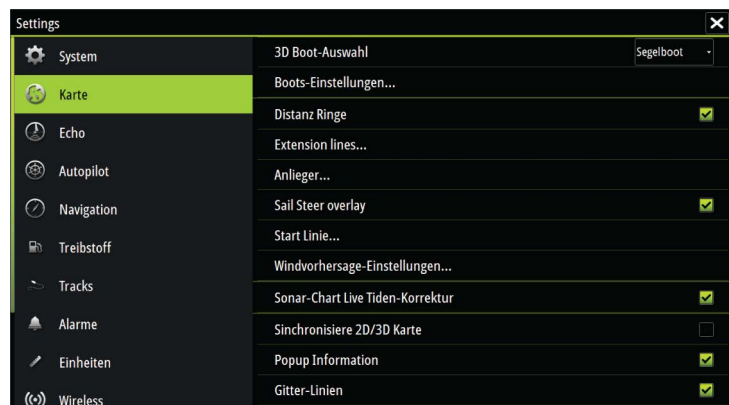 Settings
System
Karte
Echo
Autopilot
Navigation
Treibstoff
Tracks
Alarme
Einheiten
Wireless
3D Boot-Auswahl Segelboot
Boots-Einstellungen...
Distanz Ringe
Extension lines...
Anlieger...
Sail Steer overlay
Start Linie...
Windvorhersage-Einstellungen...
Sonar-Chart Live Tiden-Korrektur
Sinchronisiere 2D/3D Karte
Popup Information
Gitter-Linien